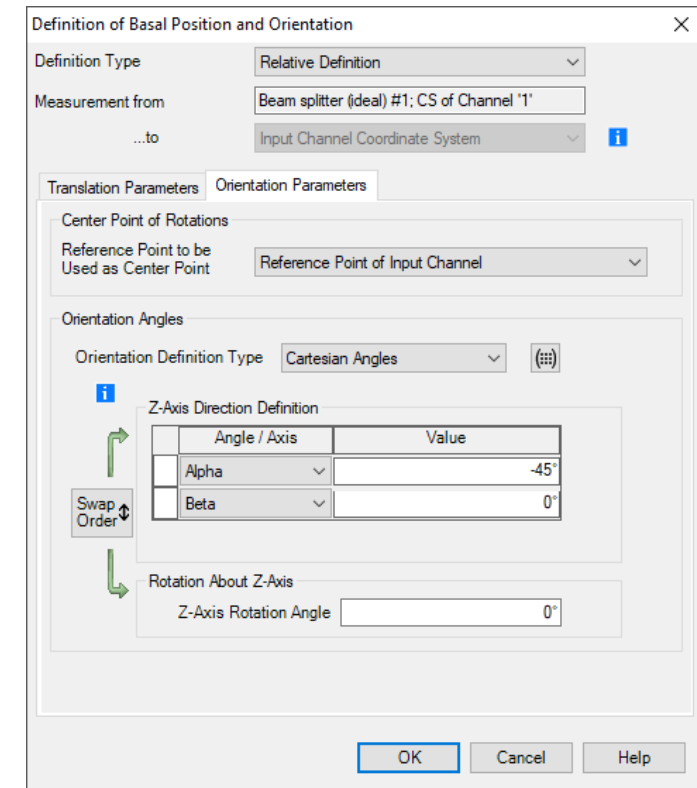 Definition of Basal Position and Orientation
Definition Type
Relative Definition
Measurement from
Beam splitter (ideal) #1; CS of Channel '1'
...to
Input Channel Coordinate System
i
Translation Parameters
Orientation Parameters
Center Point of Rotations
Reference Point to be
Used as Center Point
Reference Point of Input Channel
Orientation Angles
Orientation Definition Type
Cartesian Angles
i
Z-Axis Direction Definition
Angle / Axis
Value
Alpha
-45°
Beta
0°
Swap
Order
Rotation About Z-Axis
Z-Axis Rotation Angle
0°
OK
Cancel
Help